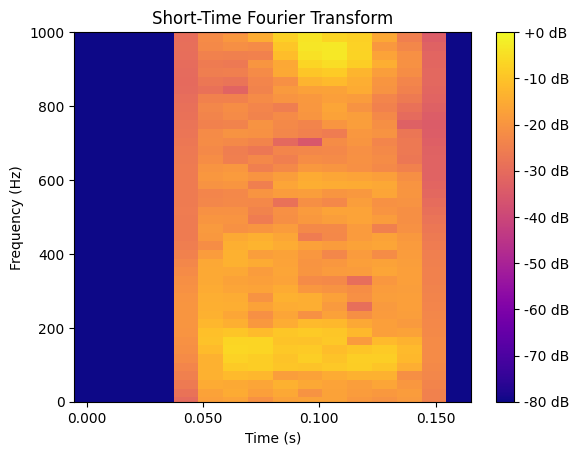 Short-Time Fourier Transform
1000
800
600
400
200
0
Frequency (Hz)
0.000
0.050
0.100
0.150
Time (s)
+0 dB
-10 dB
-20 dB
-30 dB
-40 dB
-50 dB
-60 dB
-70 dB
-80 dB